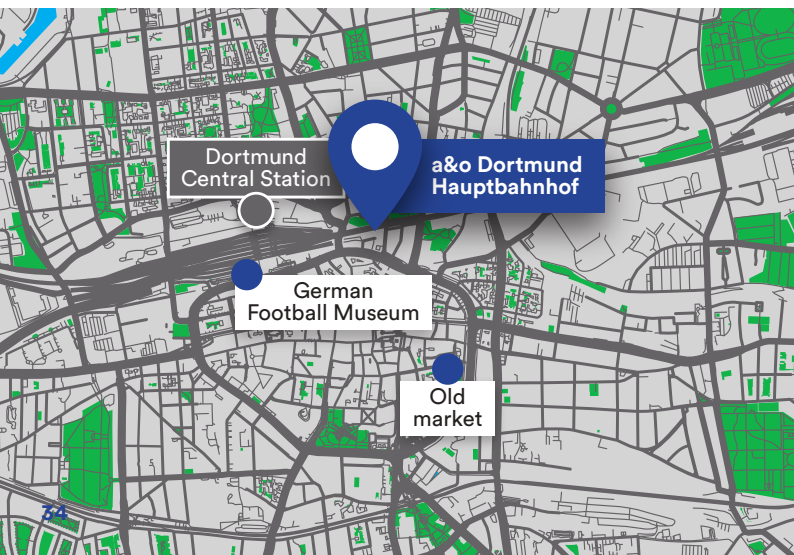 Dortmund
Central Station
a&o Dortmund
Hauptbahnhof
German
Football Museum
Old
market
34